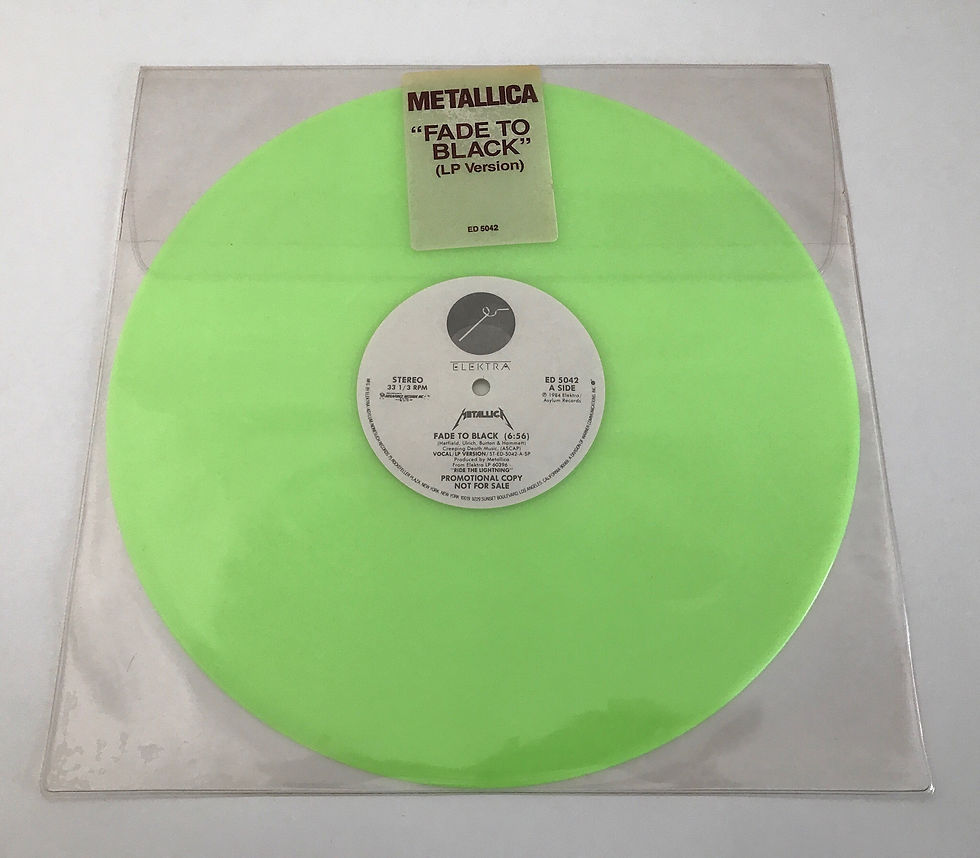 METALLICA
“FADE TO
BLACK”
(LP Version)
ED 5042
ELEKTRA
STEREO
33 1/3 RPM
ED 5042
A SIDE
℗ 1984 Elektra/
Asylum Records
METALLICA
FADE TO BLACK (6:56)
(Hetfield, Ulrich, Burton & Hammett)
Creeping Death Music, (ASCAP)
VOCAL/LP VERSION/ST-ED-5042-A-SP
Produced by Metallica
From Elektra LP 60396
"RIDE THE LIGHTNING"
PROMOTIONAL COPY
NOT FOR SALE